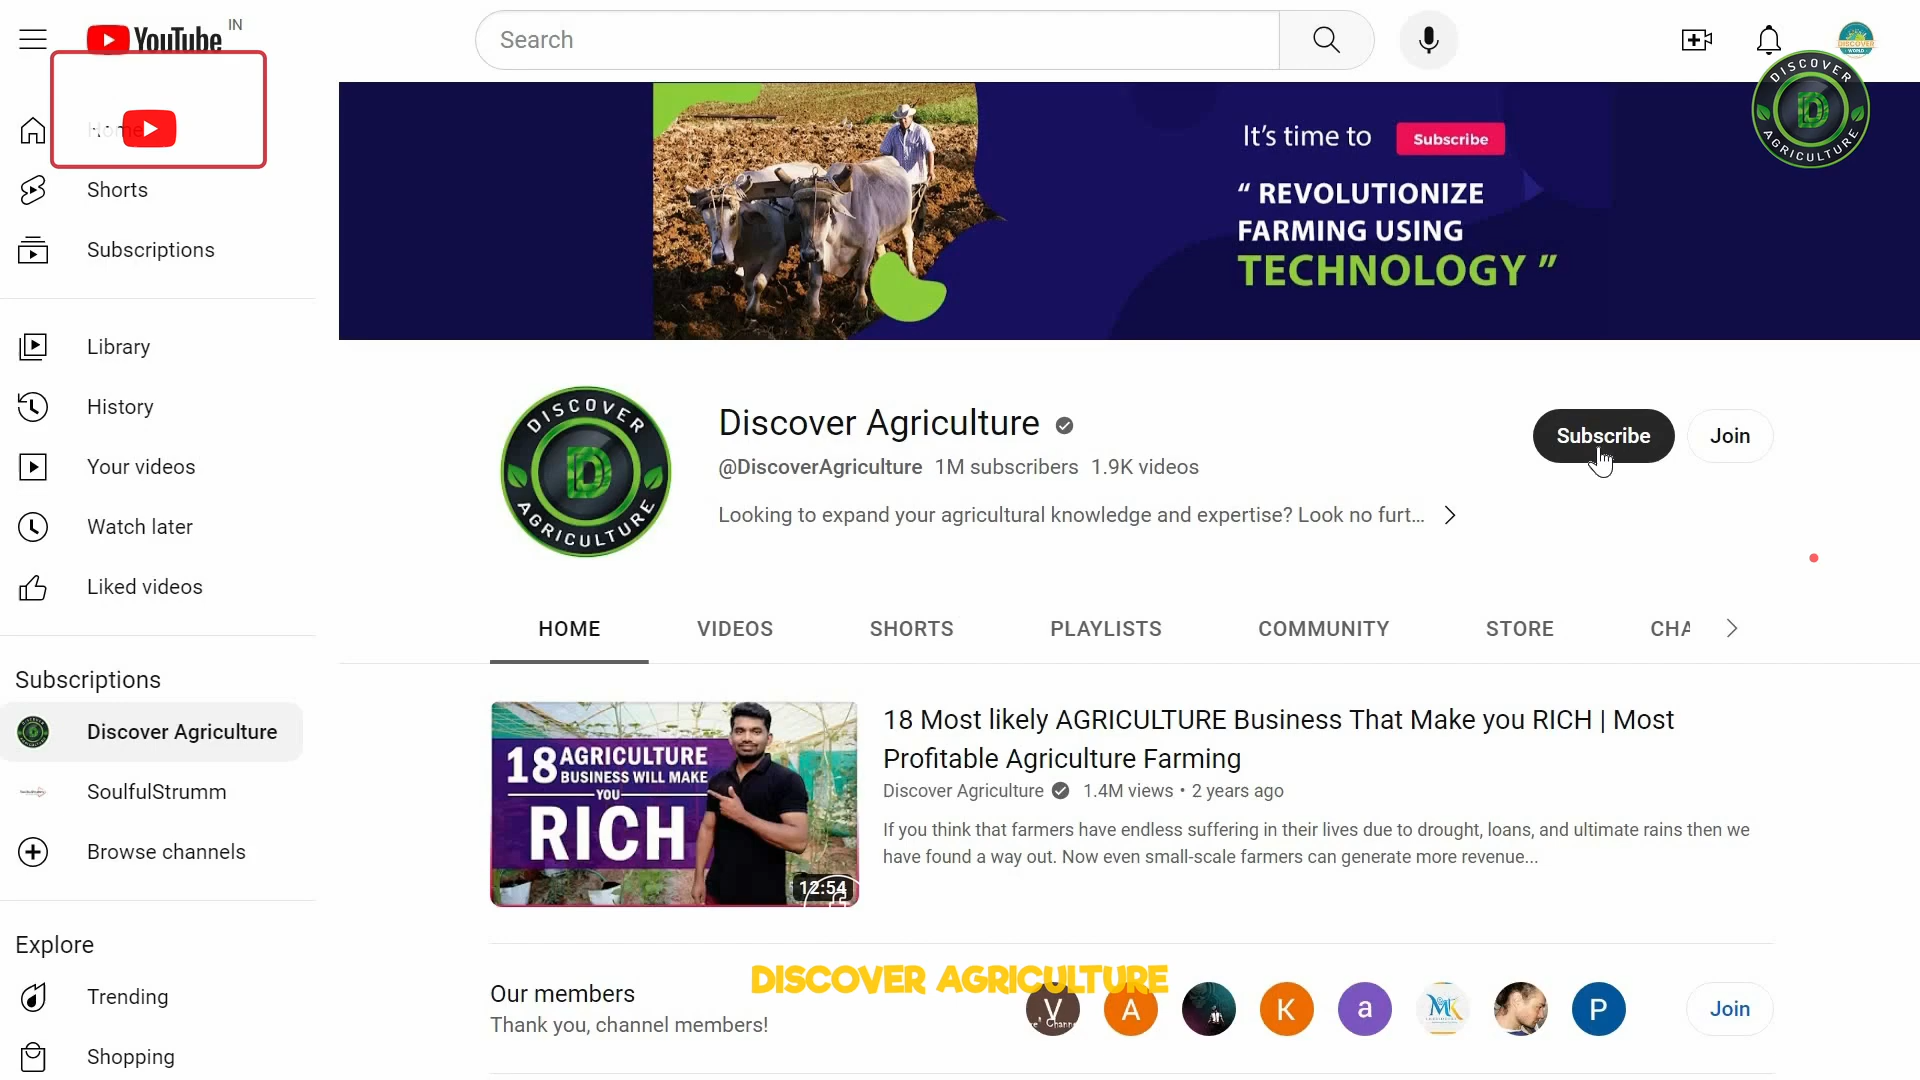 YouTube IN
Search
Home
Shorts
Subscriptions
Library
History
Your videos
Watch later
Liked videos
Subscriptions
Discover Agriculture
SoulfulStrumm
Browse channels
Explore
Trending
Shopping
It's time to Subscribe
“ REVOLUTIONIZE
FARMING USING
TECHNOLOGY ”
DISCOVER
D
AGRICULTURE
DISCOVER
D
AGRICULTURE
Discover Agriculture
@DiscoverAgriculture 1M subscribers 1.9K videos
Looking to expand your agricultural knowledge and expertise? Look no furt...
Subscribe
Join
HOME VIDEOS SHORTS PLAYLISTS COMMUNITY STORE CHA
18 AGRICULTURE
BUSINESS WILL MAKE
YOU
RICH
12:54
18 Most likely AGRICULTURE Business That Make you RICH | Most
Profitable Agriculture Farming
Discover Agriculture 1.4M views • 2 years ago
If you think that farmers have endless suffering in their lives due to drought, loans, and ultimate rains then we
have found a way out. Now even small-scale farmers can generate more revenue...
Our members
Thank you, channel members!
DISCOVER AGRICULTURE
V A K a MK P
Join